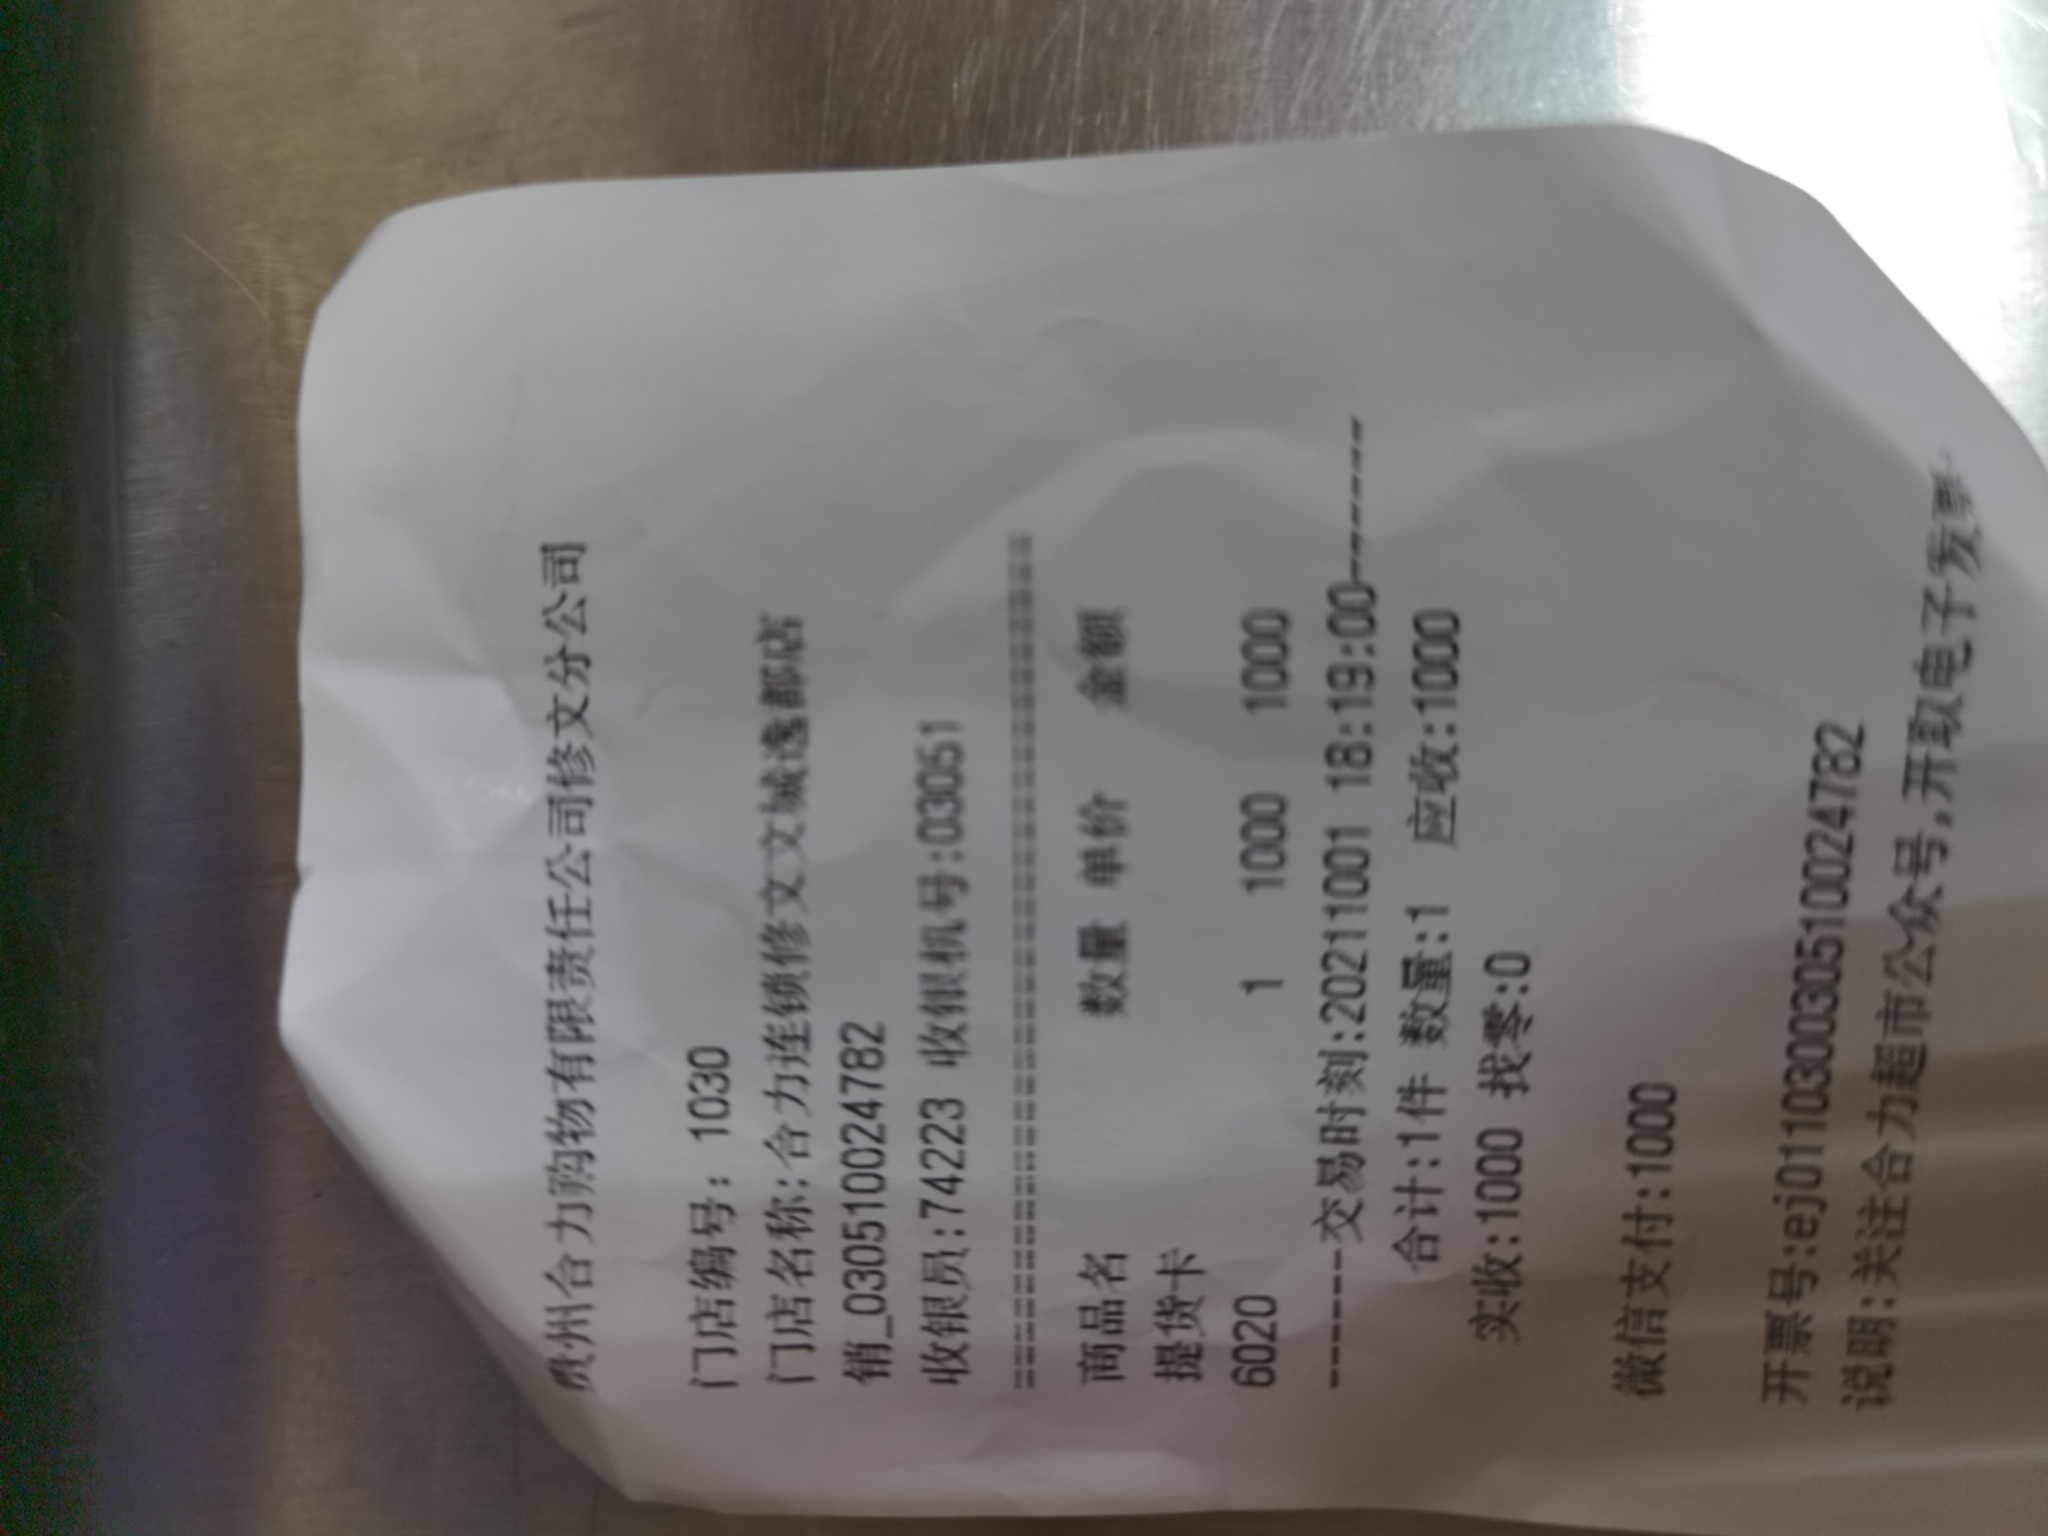 贵州合力购物有限责任公司修文分公司
门店编号: 1030
门店名称:合力连锁修文文城逸都店
销_030510024782
收银员:74223 收银机号:03051
================================
商品名 数量 单价 金额
提货卡
6020 1 1000 1000
-------交易时刻:20211001 18:19:00-------
合计:1件 数量:1 应收:1000
实收:1000 找零:0
微信支付:1000
开票号:ej01103003051002​4782
说明:关注合力超市公众号,开取电子发票